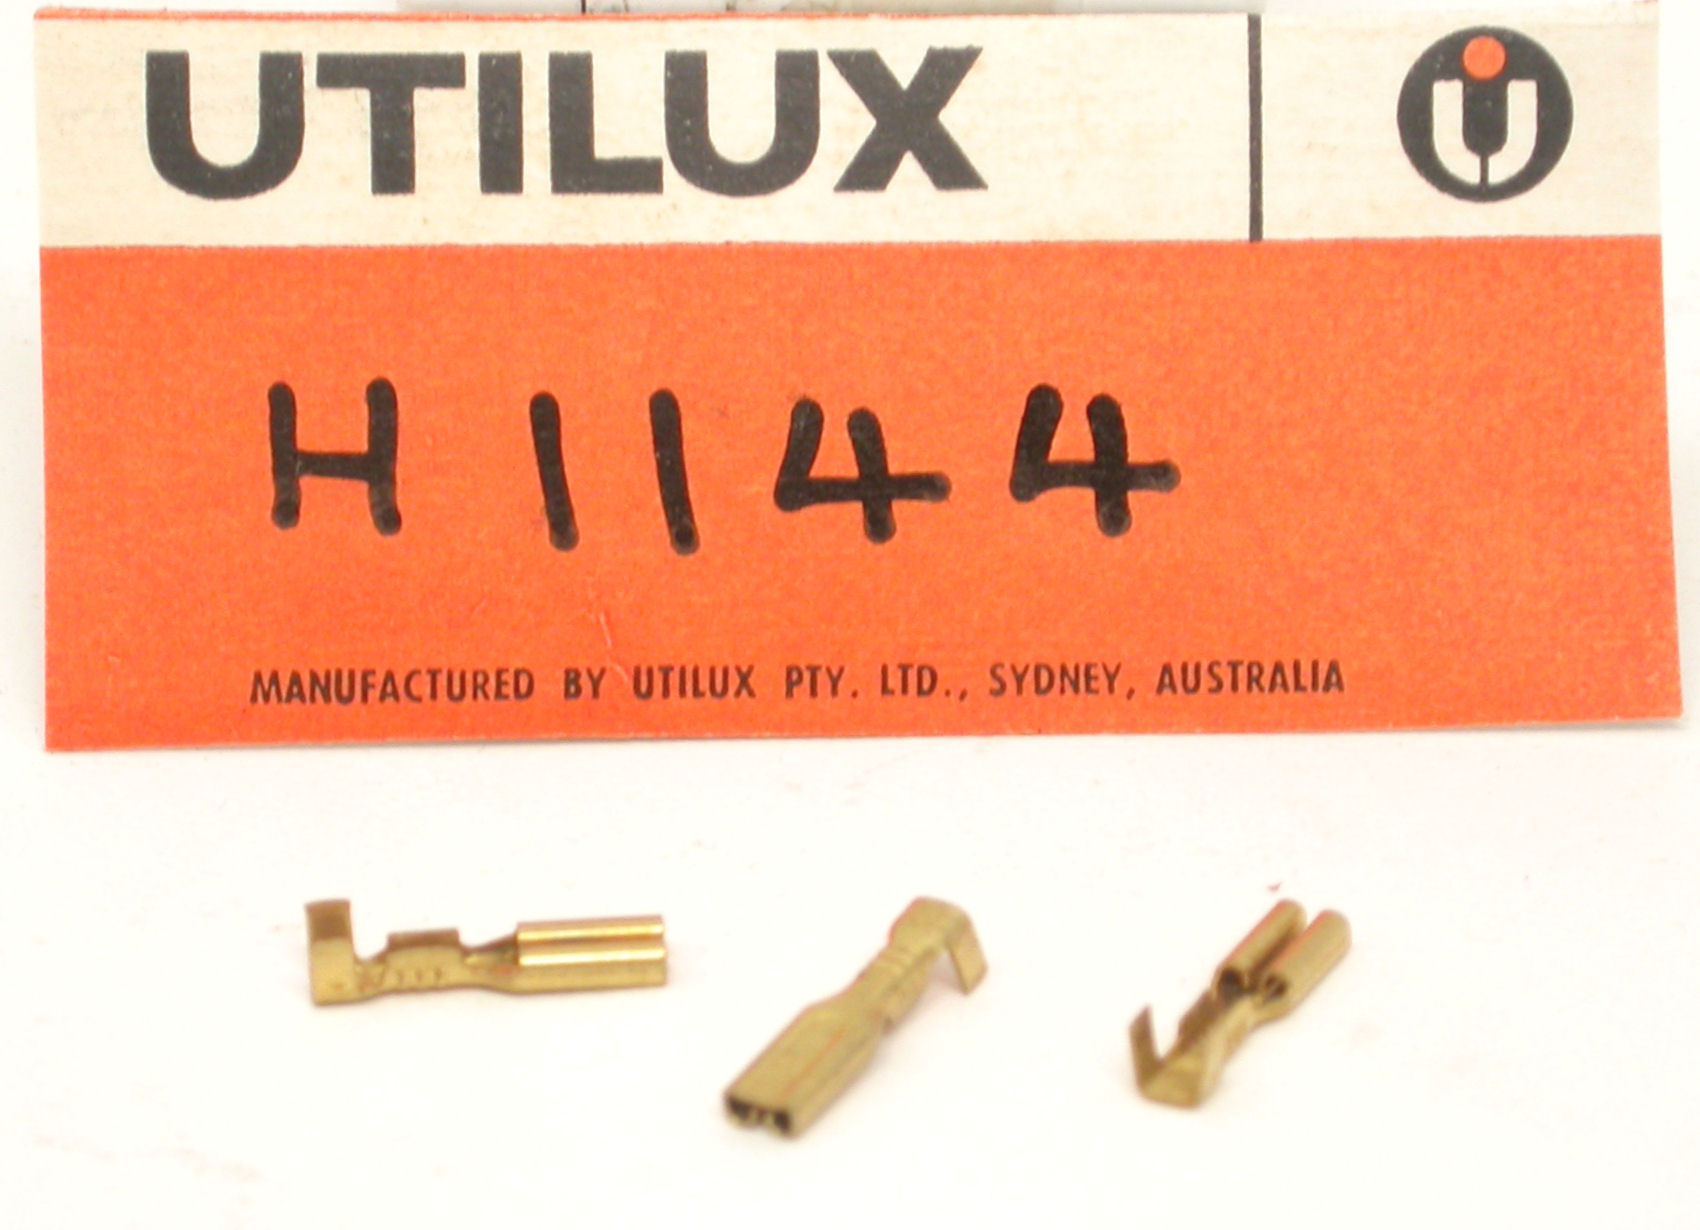 UTILUX
H 1144
MANUFACTURED BY UTILUX PTY. LTD., SYDNEY, AUSTRALIA